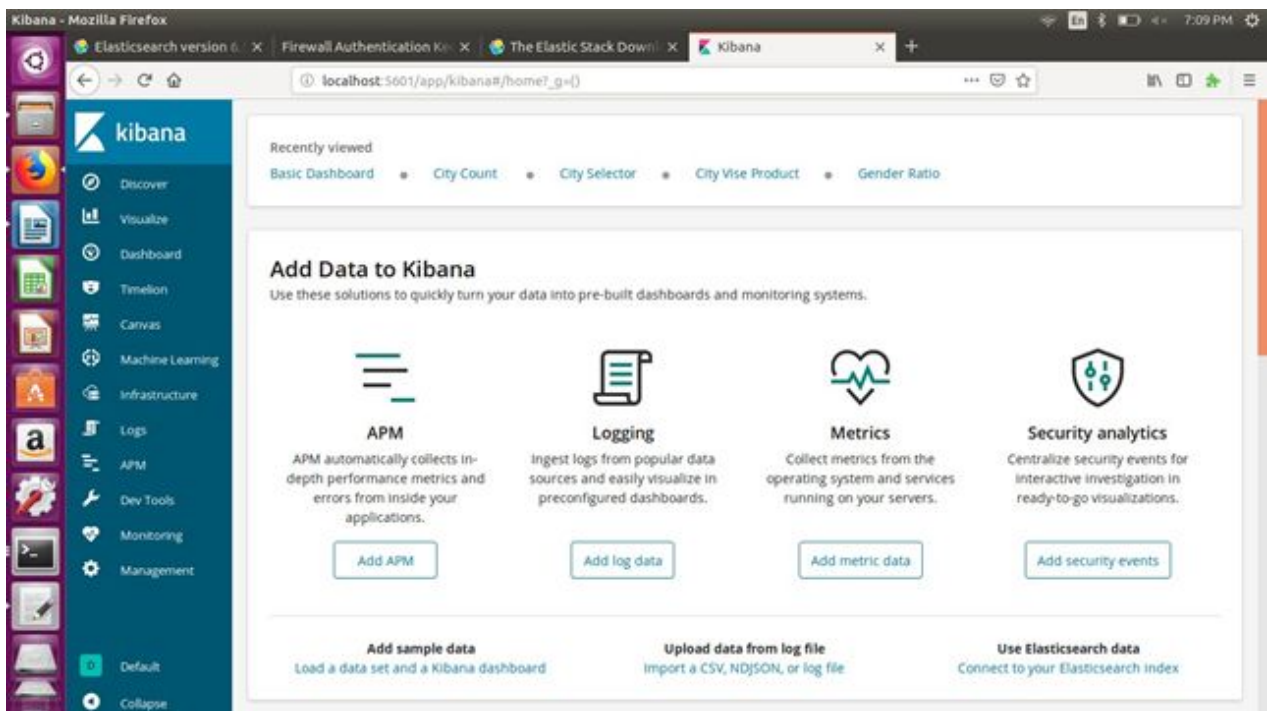 Kibana - Mozilla Firefox
En
7:09 PM
Elasticsearch version 6
Firewall Authentication Ke
The Elastic Stack Downl
Kibana
localhost:5601/app/kibana#/home?_g=()
kibana
Discover
Visualize
Dashboard
Timelion
Canvas
Machine Learning
Infrastructure
Logs
APM
Dev Tools
Monitoring
Management
D
Default
Collapse
Recently viewed
Basic Dashboard
City Count
City Selector
City Vise Product
Gender Ratio
Add Data to Kibana
Use these solutions to quickly turn your data into pre-built dashboards and monitoring systems.
APM
APM automatically collects in-
depth performance metrics and
errors from inside your
applications.
Add APM
Logging
Ingest logs from popular data
sources and easily visualize in
preconfigured dashboards.
Add log data
Metrics
Collect metrics from the
operating system and services
running on your servers.
Add metric data
Security analytics
Centralize security events for
interactive investigation in
ready-to-go visualizations.
Add security events
Add sample data
Load a data set and a Kibana dashboard
Upload data from log file
Import a CSV, NDJSON, or log file
Use Elasticsearch data
Connect to your Elasticsearch index
a